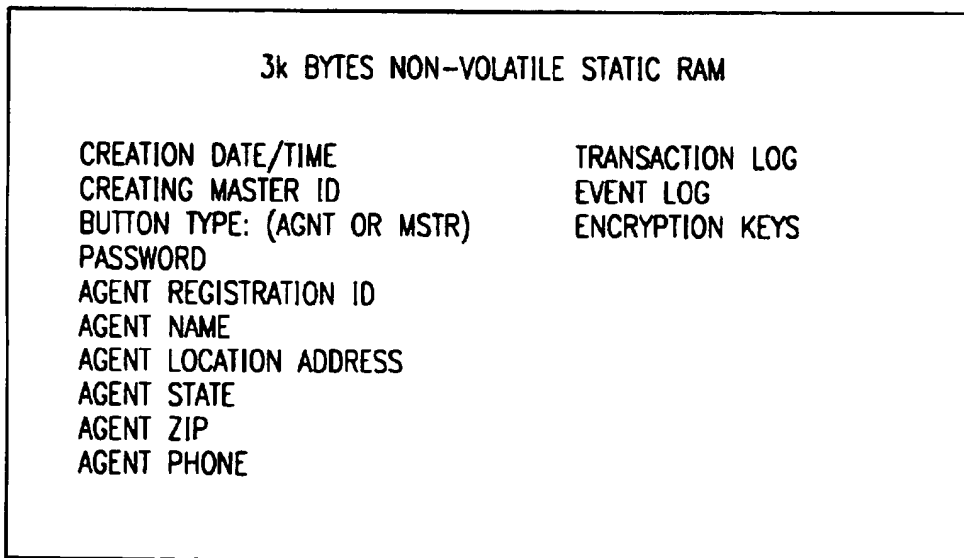 3k BYTES NON-VOLATILE STATIC RAM
CREATION DATE/TIME
CREATING MASTER ID
BUTTON TYPE: (AGNT OR MSTR)
PASSWORD
AGENT REGISTRATION ID
AGENT NAME
AGENT LOCATION ADDRESS
AGENT STATE
AGENT ZIP
AGENT PHONE
TRANSACTION LOG
EVENT LOG
ENCRYPTION KEYS